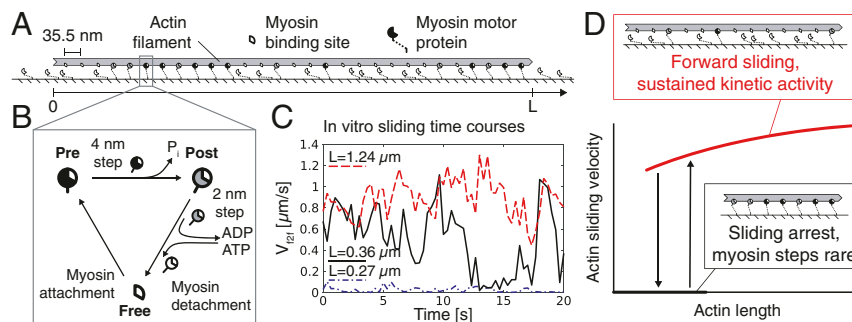 A
35.5 nm
Actin
filament
Myosin
binding site
Myosin motor
protein
0
L
B
Pre
4 nm
step
Pi
Post
2 nm
step
ADP
ATP
Myosin
attachment
Free
Myosin
detachment
C
In vitro sliding time courses
L=1.24 μm
L=0.36 μm
L=0.27 μm
1.4
1.2
1
0.8
0.6
0.4
0.2
0
Vf2f [μm/s]
0
5
10
15
20
Time [s]
D
Forward sliding,
sustained kinetic activity
Actin sliding velocity
Sliding arrest,
myosin steps rare
Actin length